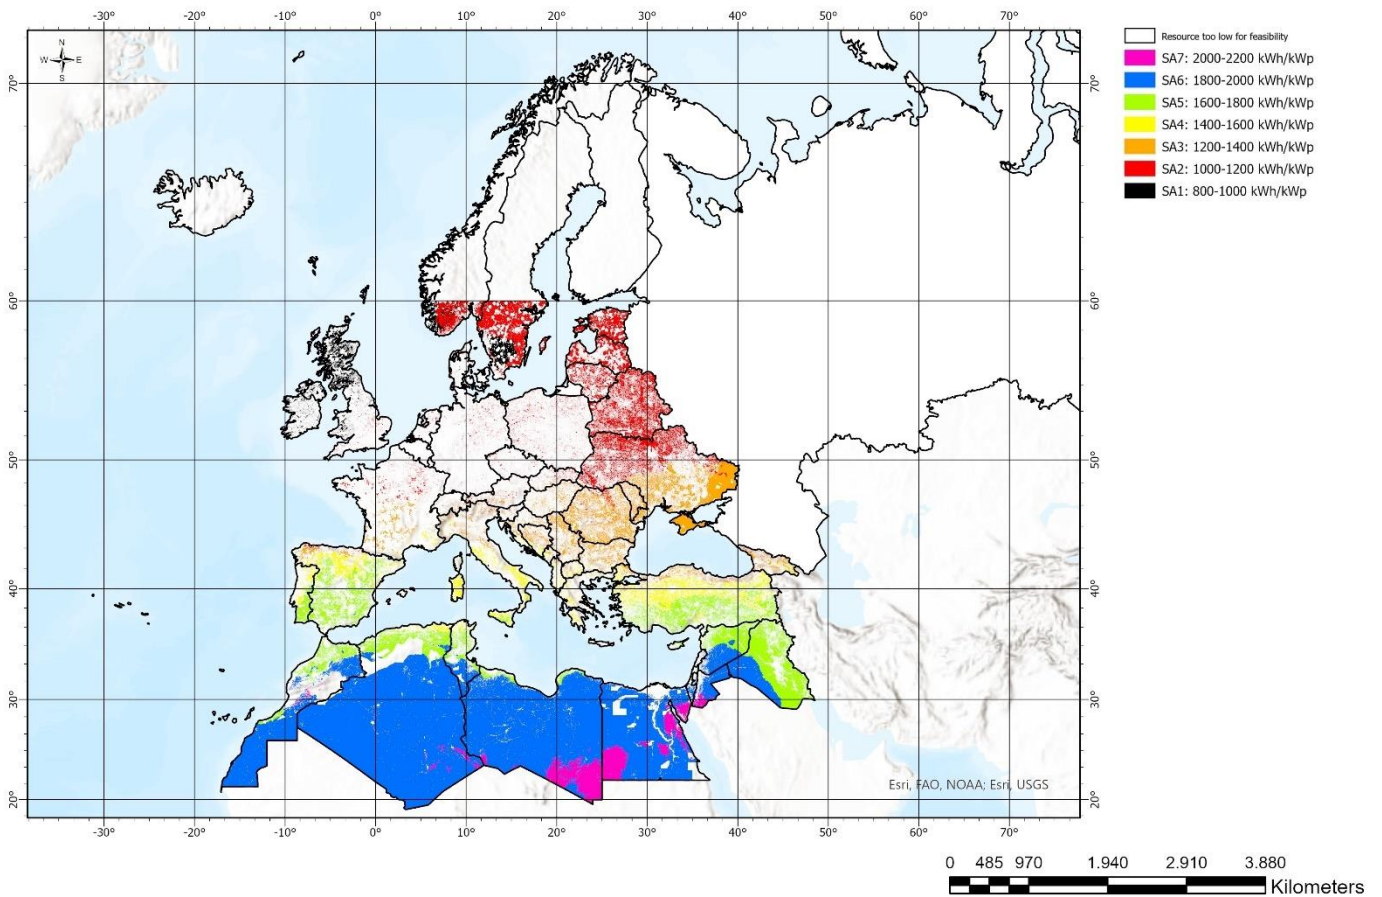 -30° -20° -10° 0° 10° 20° 30° 40° 50° 60° 70°
N
W E
S
70° 70°
60° 60°
50° 50°
40° 40°
30° 30°
20° 20°
Esri, FAO, NOAA; Esri, USGS
-30° -20° -10° 0° 10° 20° 30° 40° 50° 60° 70°
Resource too low for feasibility
SA7: 2000-2200 kWh/kWp
SA6: 1800-2000 kWh/kWp
SA5: 1600-1800 kWh/kWp
SA4: 1400-1600 kWh/kWp
SA3: 1200-1400 kWh/kWp
SA2: 1000-1200 kWh/kWp
SA1: 800-1000 kWh/kWp
0 485 970 1.940 2.910 3.880
Kilometers